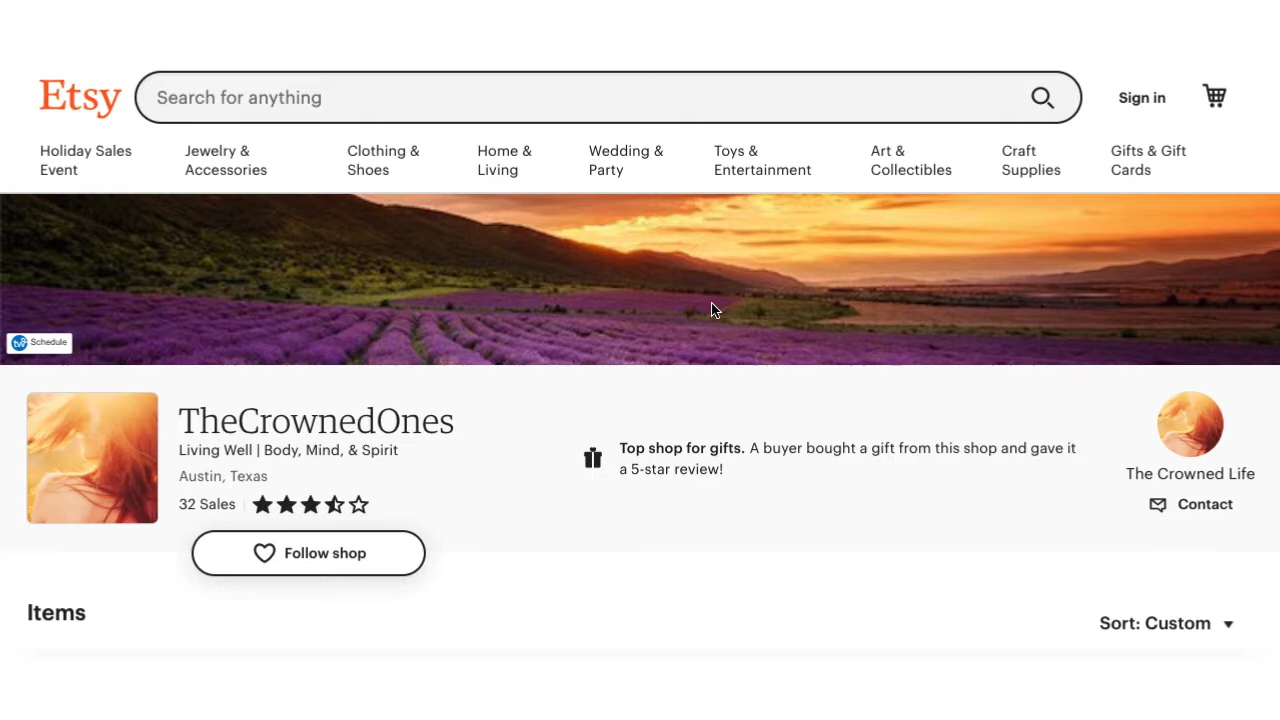 Etsy
Search for anything
Sign in
Holiday Sales
Event
Jewelry &
Accessories
Clothing &
Shoes
Home &
Living
Wedding &
Party
Toys &
Entertainment
Art &
Collectibles
Craft
Supplies
Gifts & Gift
Cards
tw
Schedule
TheCrownedOnes
Living Well | Body, Mind, & Spirit
Austin, Texas
32 Sales
Follow shop
Top shop for gifts. A buyer bought a gift from this shop and gave it
a 5-star review!
The Crowned Life
Contact
Items
Sort: Custom